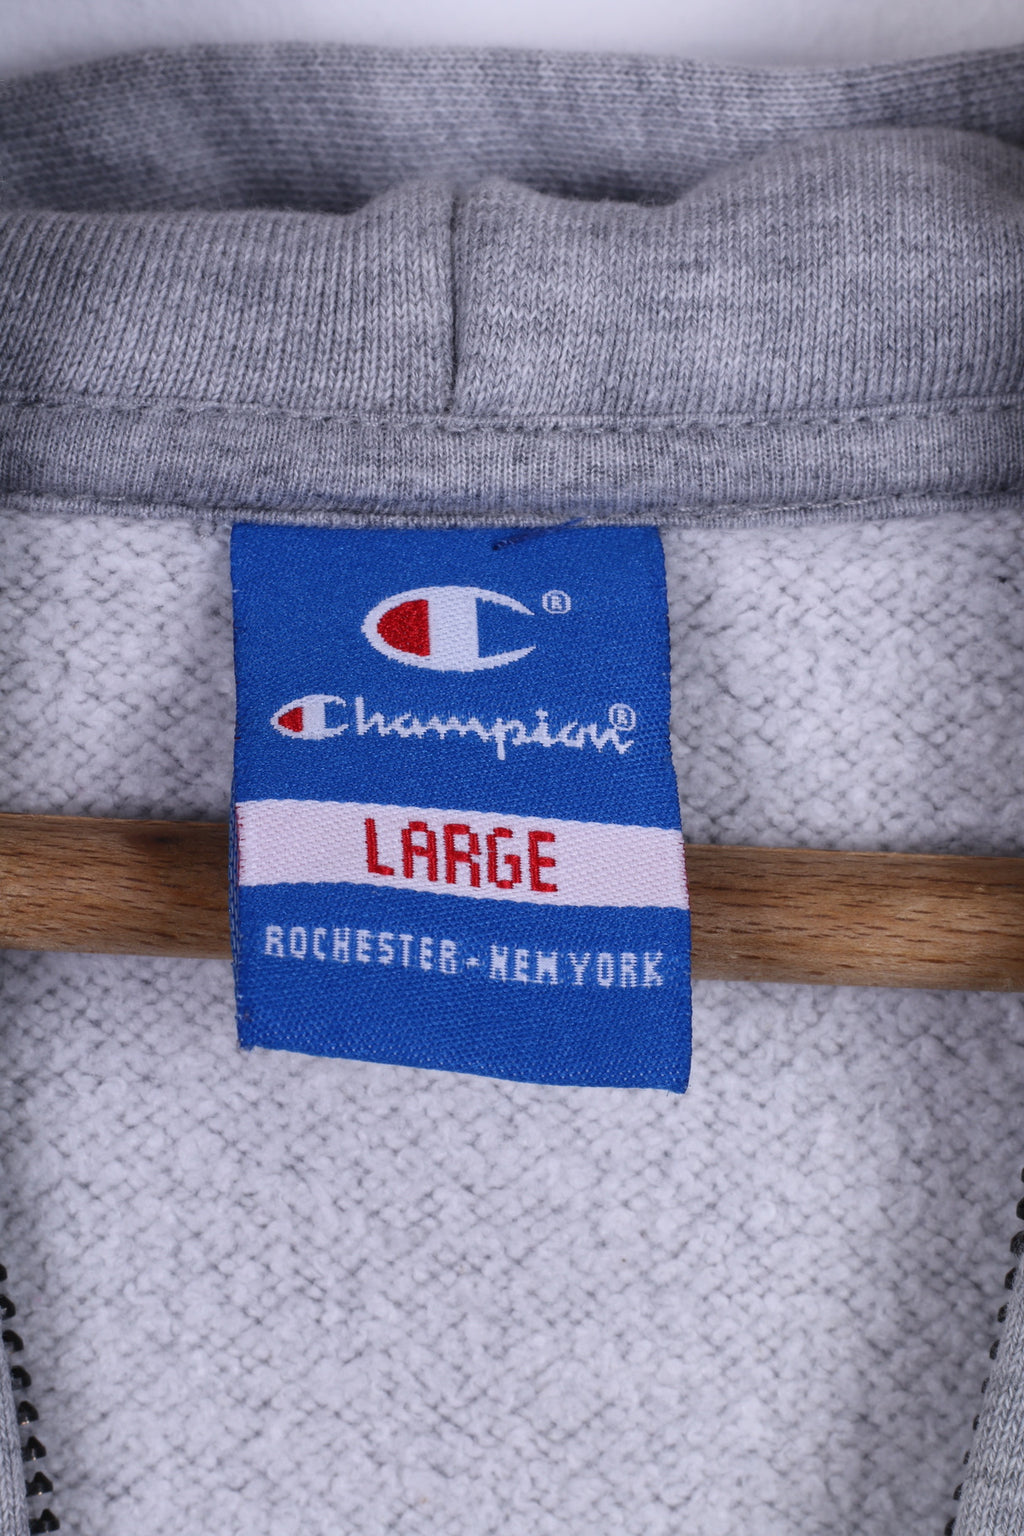 C®
Champion®
LARGE
ROCHESTER - NEW YORK